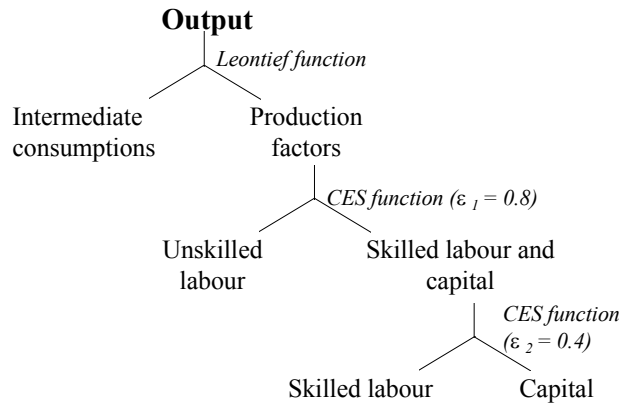 Output
Leontief function
Intermediate
consumptions
Production
factors
CES function (ε 1 = 0.8)
Unskilled
labour
Skilled labour and
capital
CES function
(ε 2 = 0.4)
Skilled labour
Capital